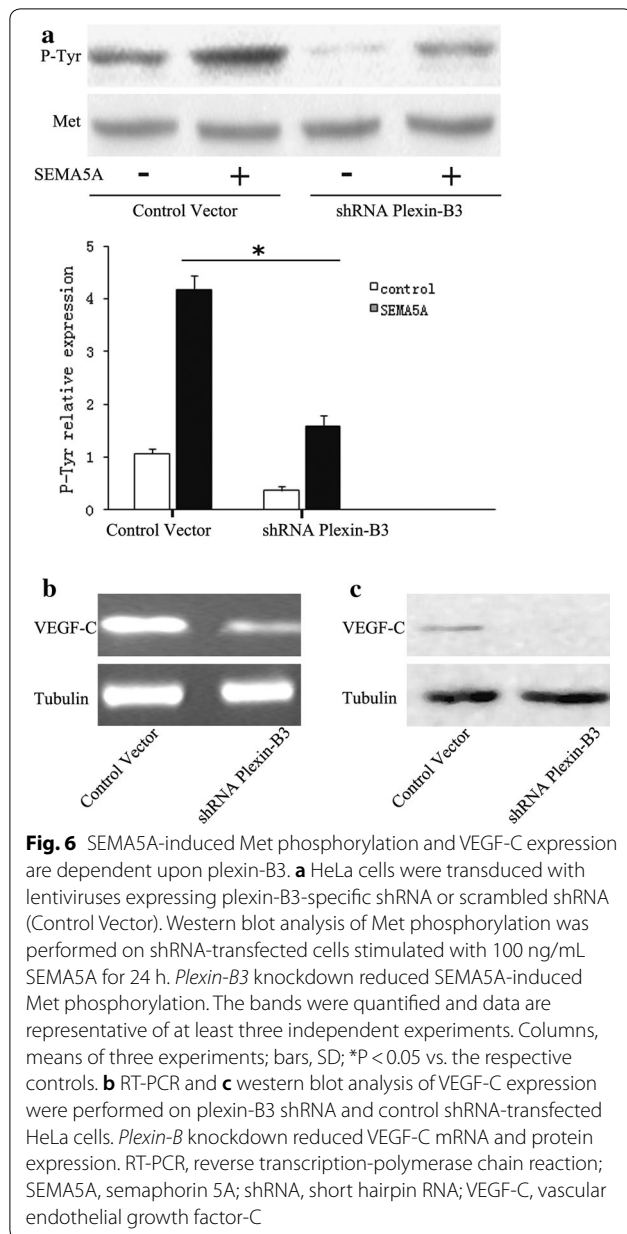 a
P-Tyr
Met
SEMA5A - + - +
Control Vector shRNA Plexin-B3
P-Tyr relative expression
5
4
3
2
1
0
*
control
SEMA5A
Control Vector shRNA Plexin-B3
b
VEGF-C
Tubulin
Control Vector
shRNA Plexin-B3
c
VEGF-C
Tubulin
Control Vector
shRNA Plexin-B3
Fig. 6 SEMA5A-induced Met phosphorylation and VEGF-C expression
are dependent upon plexin-B3. a HeLa cells were transduced with
lentiviruses expressing plexin-B3-specific shRNA or scrambled shRNA
(Control Vector). Western blot analysis of Met phosphorylation was
performed on shRNA-transfected cells stimulated with 100 ng/mL
SEMA5A for 24 h. Plexin-B3 knockdown reduced SEMA5A-induced
Met phosphorylation. The bands were quantified and data are
representative of at least three independent experiments. Columns,
means of three experiments; bars, SD; *P < 0.05 vs. the respective
controls. b RT-PCR and c western blot analysis of VEGF-C expression
were performed on plexin-B3 shRNA and control shRNA-transfected
HeLa cells. Plexin-B knockdown reduced VEGF-C mRNA and protein
expression. RT-PCR, reverse transcription-polymerase chain reaction;
SEMA5A, semaphorin 5A; shRNA, short hairpin RNA; VEGF-C, vascular
endothelial growth factor-C